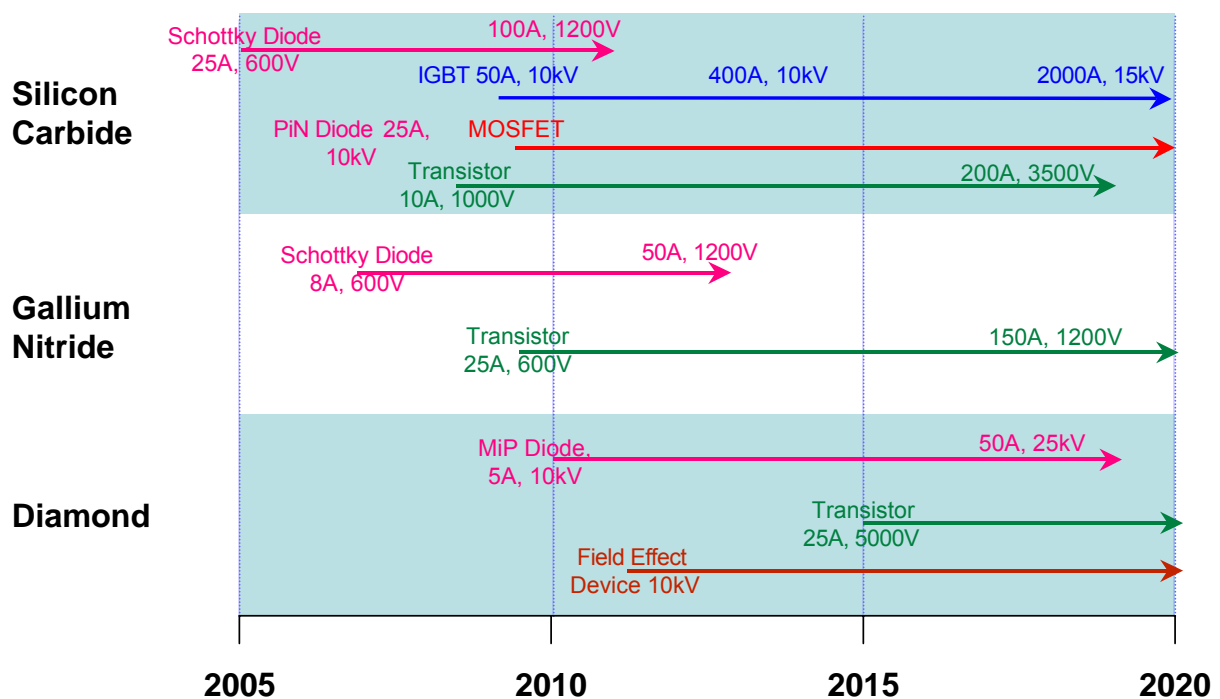 Schottky Diode
25A, 600V
100A, 1200V
IGBT 50A, 10kV
400A, 10kV
2000A, 15kV
Silicon
Carbide
PiN Diode 25A,
10kV
MOSFET
Transistor
10A, 1000V
200A, 3500V
Schottky Diode
8A, 600V
50A, 1200V
Gallium
Nitride
Transistor
25A, 600V
150A, 1200V
MiP Diode,
5A, 10kV
50A, 25kV
Diamond
Transistor
25A, 5000V
Field Effect
Device 10kV
2005
2010
2015
2020